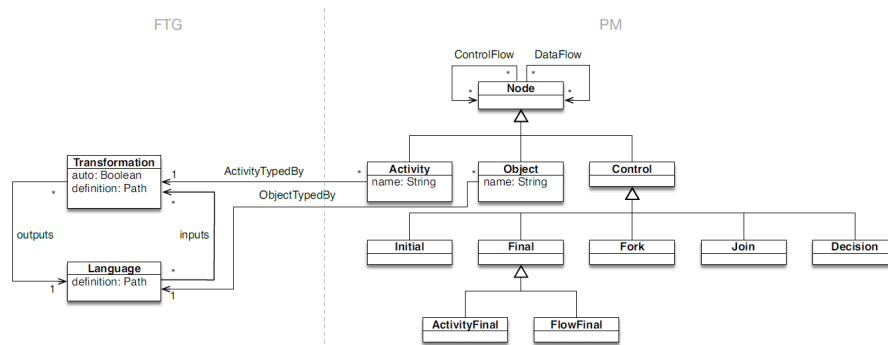 FTG
PM
ControlFlow
DataFlow
*
*
*
*
Node
Transformation
auto: Boolean
definition: Path
1
ActivityTypedBy
*
Activity
name: String
*
Object
name: String
Control
*
*
ObjectTypedBy
outputs
inputs
Initial
Final
Fork
Join
Decision
Language
definition: Path
*
1
1
ActivityFinal
FlowFinal